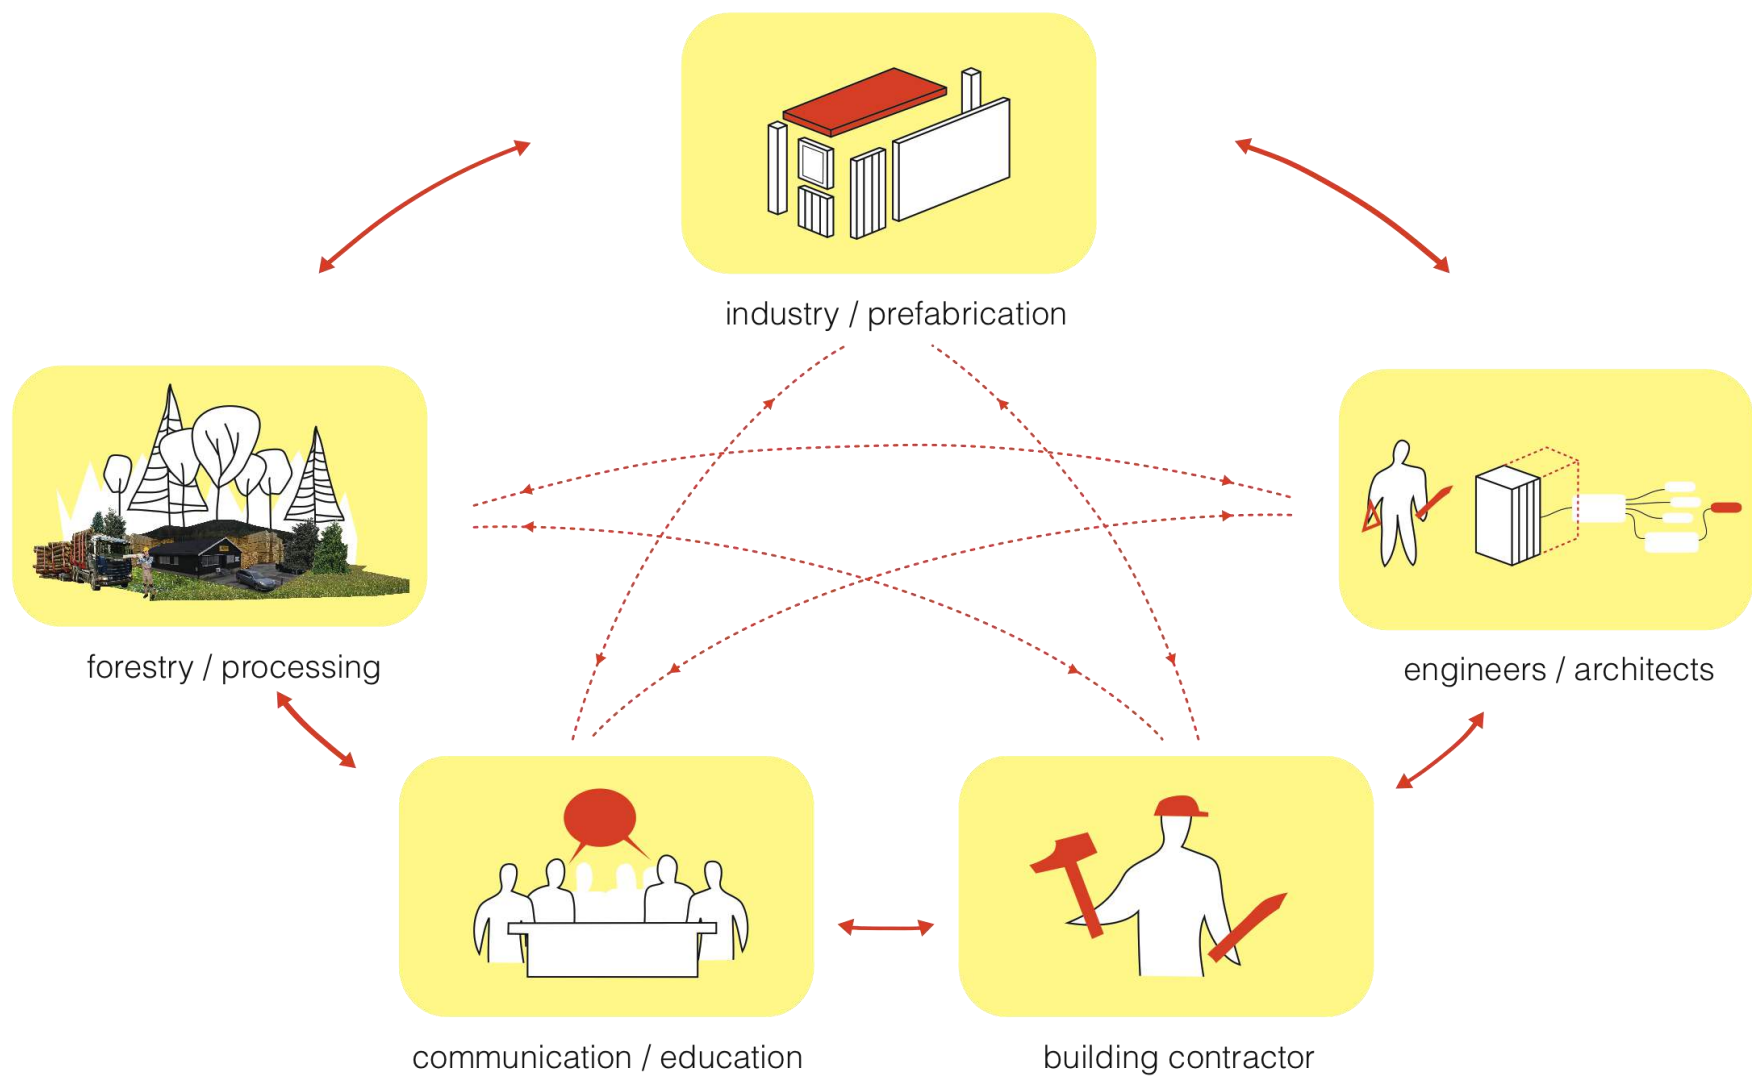 industry / prefabrication
forestry / processing
engineers / architects
communication / education
building contractor